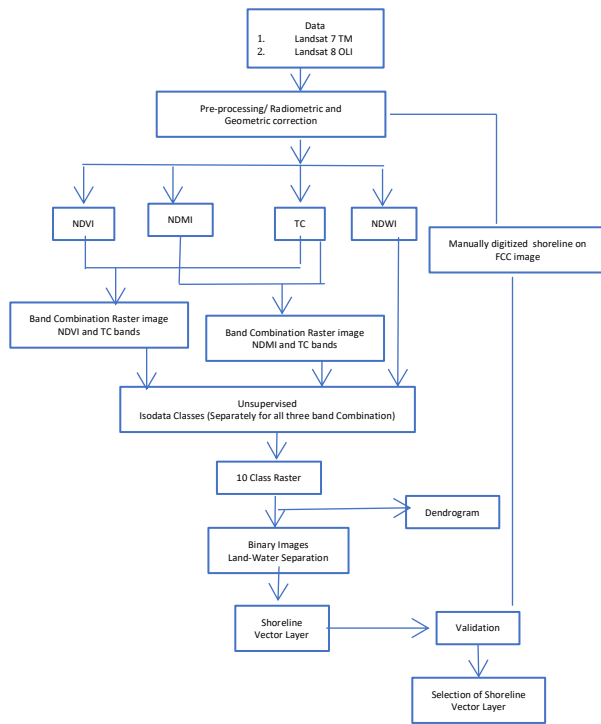 Data
1. Landsat 7 TM
2. Landsat 8 OLI
Pre-processing/ Radiometric and
Geometric correction
NDVI
NDMI
TC
NDWI
Manually digitized shoreline on
FCC image
Band Combination Raster image
NDVI and TC bands
Band Combination Raster image
NDMI and TC bands
Unsupervised
Isodata Classes (Separately for all three band Combination)
10 Class Raster
Dendrogram
Binary Images
Land-Water Separation
Shoreline
Vector Layer
Validation
Selection of Shoreline
Vector Layer